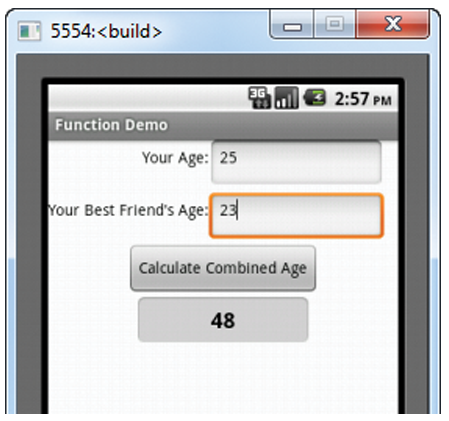 5554:<build>
3G 2:57 PM
Function Demo
Your Age: 25
Your Best Friend's Age: 23
Calculate Combined Age
48